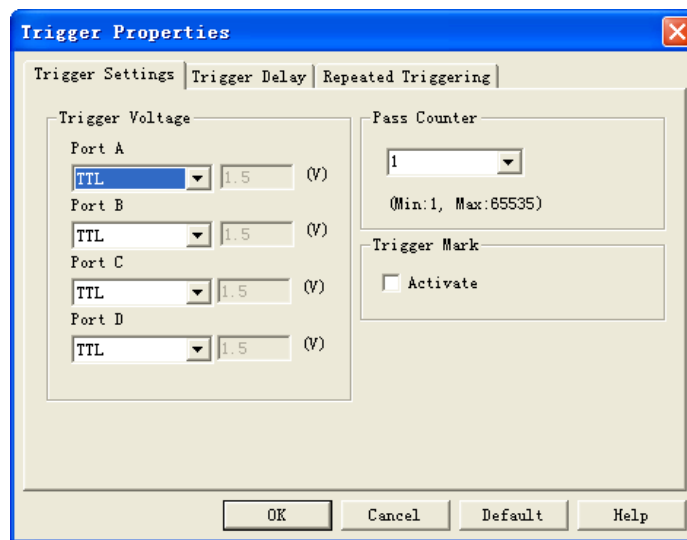 Trigger Properties
Trigger Settings Trigger Delay Repeated Triggering
Trigger Voltage
Port A
TTL 1.5 (V)
Port B
TTL 1.5 (V)
Port C
TTL 1.5 (V)
Port D
TTL 1.5 (V)
Pass Counter
1
(Min:1, Max:65535)
Trigger Mark
Activate
OK Cancel Default Help